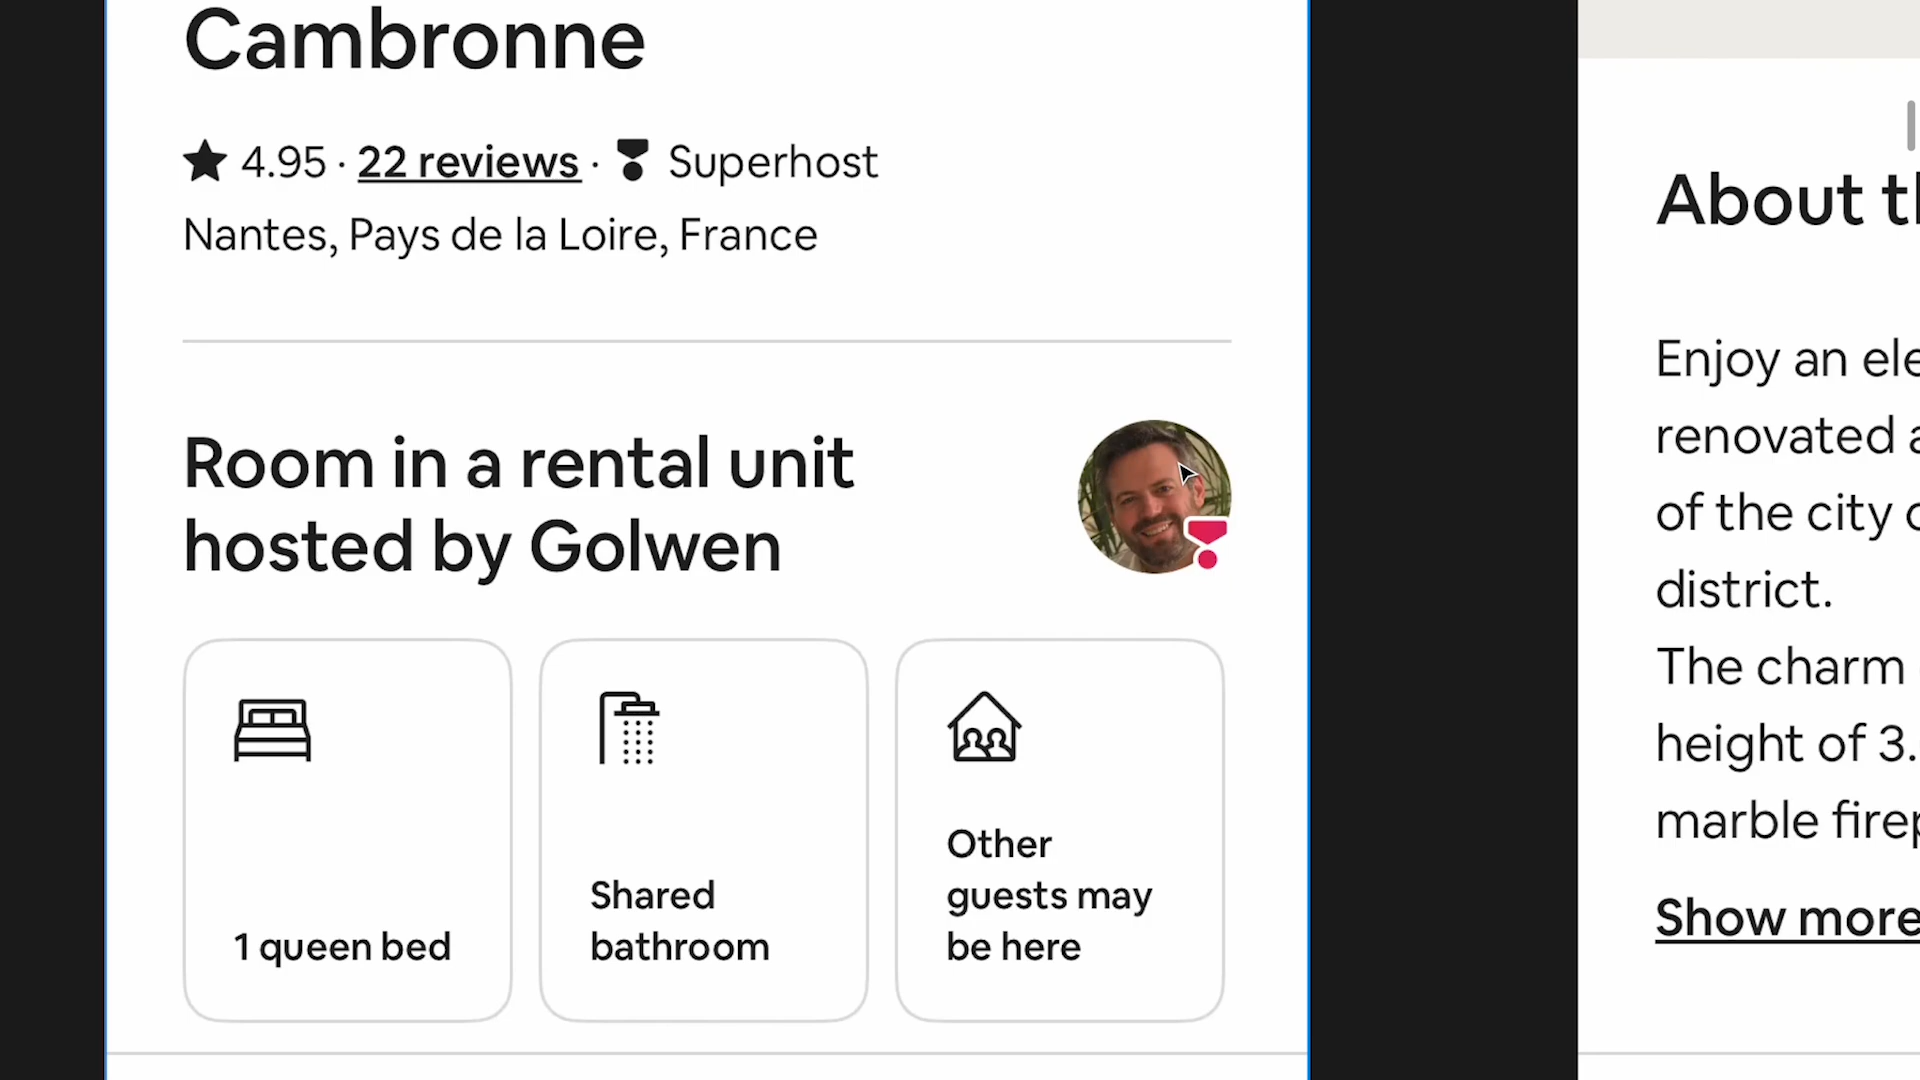 Cambronne
4.95 · 22 reviews · Superhost
Nantes, Pays de la Loire, France
Room in a rental unit
hosted by Golwen
1 queen bed
Shared
bathroom
Other
guests may
be here
About
Enjoy an
renovated
of the city
district.
The charm
height of 3.
marble
Show more